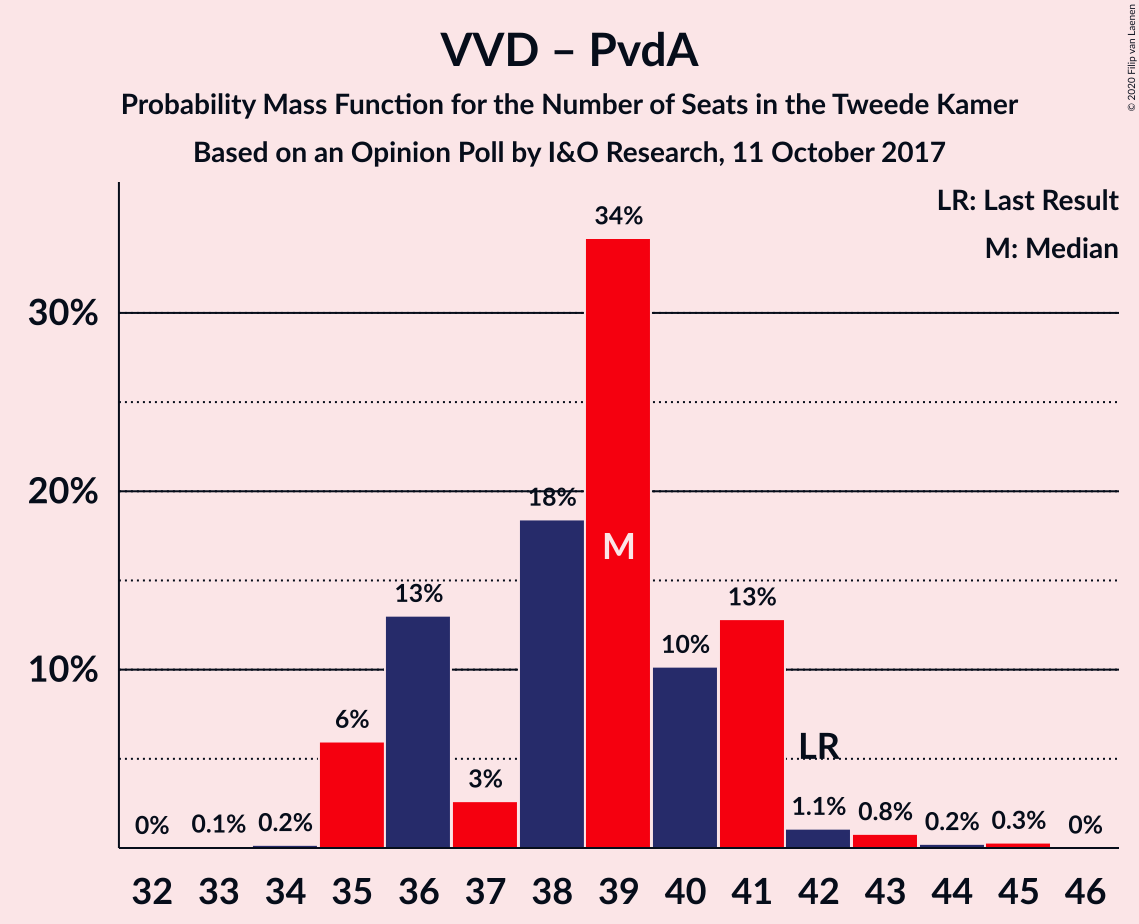 VVD – PvdA
Probability Mass Function for the Number of Seats in the Tweede Kamer
Based on an Opinion Poll by I&O Research, 11 October 2017
© 2020 Filip van Laenen
LR: Last Result
M: Median
30%
20%
10%
0%
0.1%
0.2%
6%
13%
3%
18%
34%
M
10%
13%
LR
1.1%
0.8%
0.2%
0.3%
0%
32 33 34 35 36 37 38 39 40 41 42 43 44 45 46